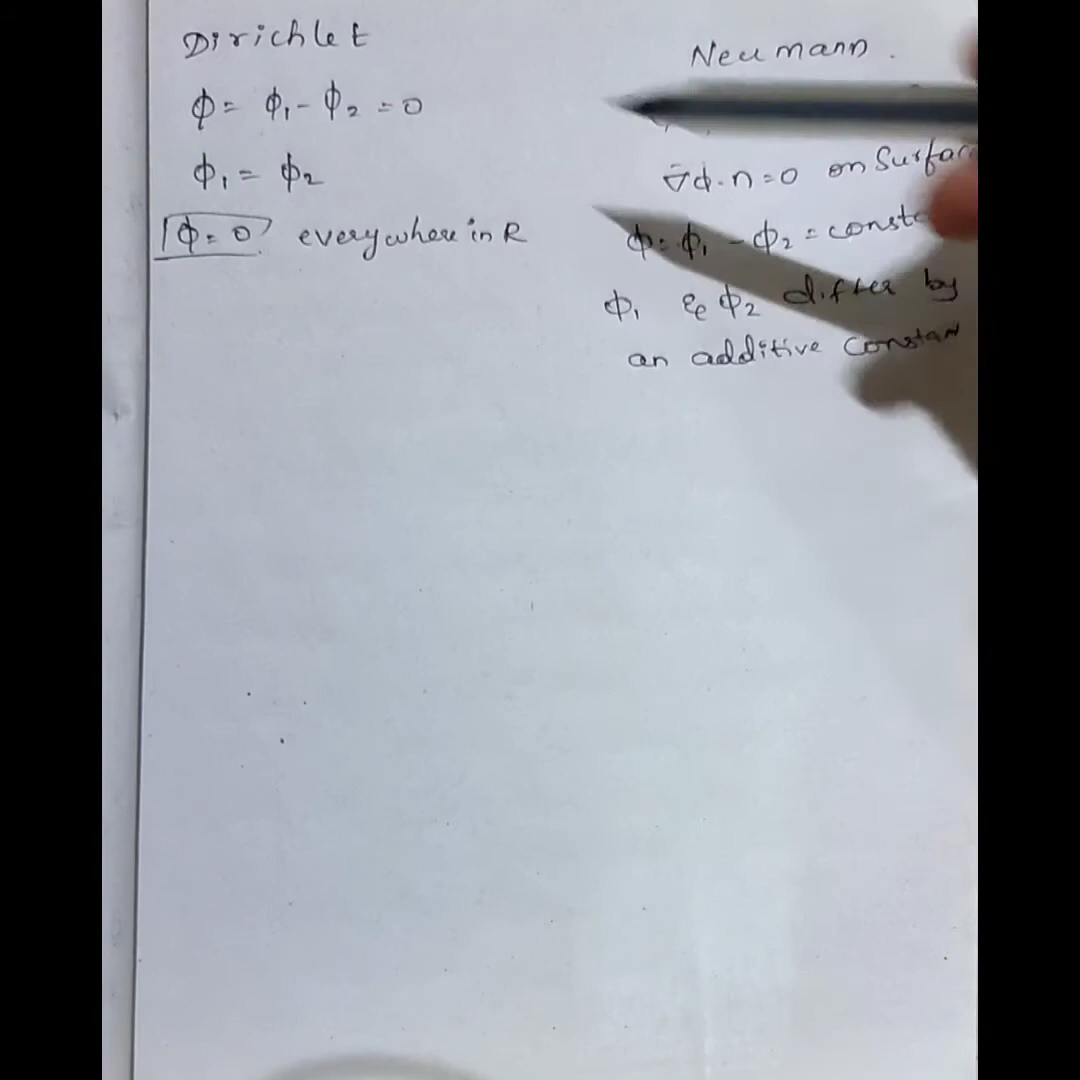 Dirichlet
ϕ = ϕ₁ - ϕ₂ = 0
ϕ₁ = ϕ₂
ϕ = 0 everywhere in R
Neumann.
∇ϕ.n = 0 on Surfac
ϕ = ϕ₁ - ϕ₂ = consta
ϕ₁ & ϕ₂ differ by
an additive constan